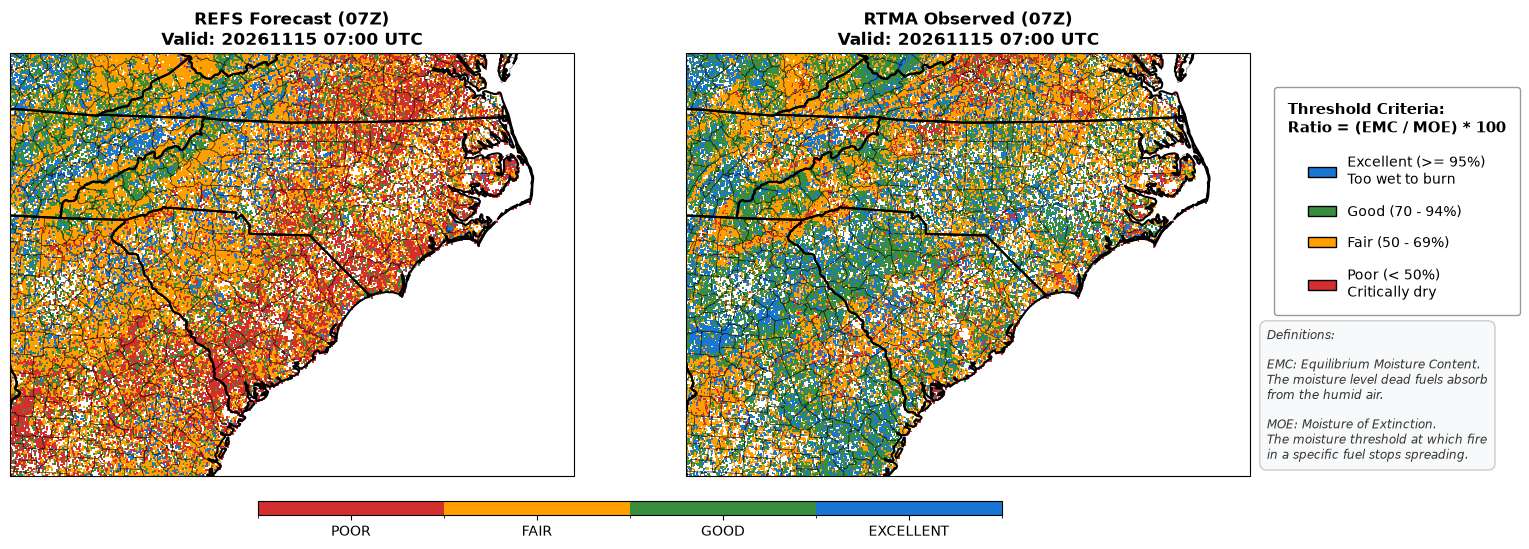 REFS Forecast (07Z)
Valid: 20261115 07:00 UTC
RTMA Observed (07Z)
Valid: 20261115 07:00 UTC
Threshold Criteria:
Ratio = (EMC / MOE) * 100
Excellent (>= 95%)
Too wet to burn
Good (70 - 94%)
Fair (50 - 69%)
Poor (< 50%)
Critically dry
Definitions:
EMC: Equilibrium Moisture Content.
The moisture level dead fuels absorb
from the humid air.
MOE: Moisture of Extinction.
The moisture threshold at which fire
in a specific fuel stops spreading.
POOR
FAIR
GOOD
EXCELLENT